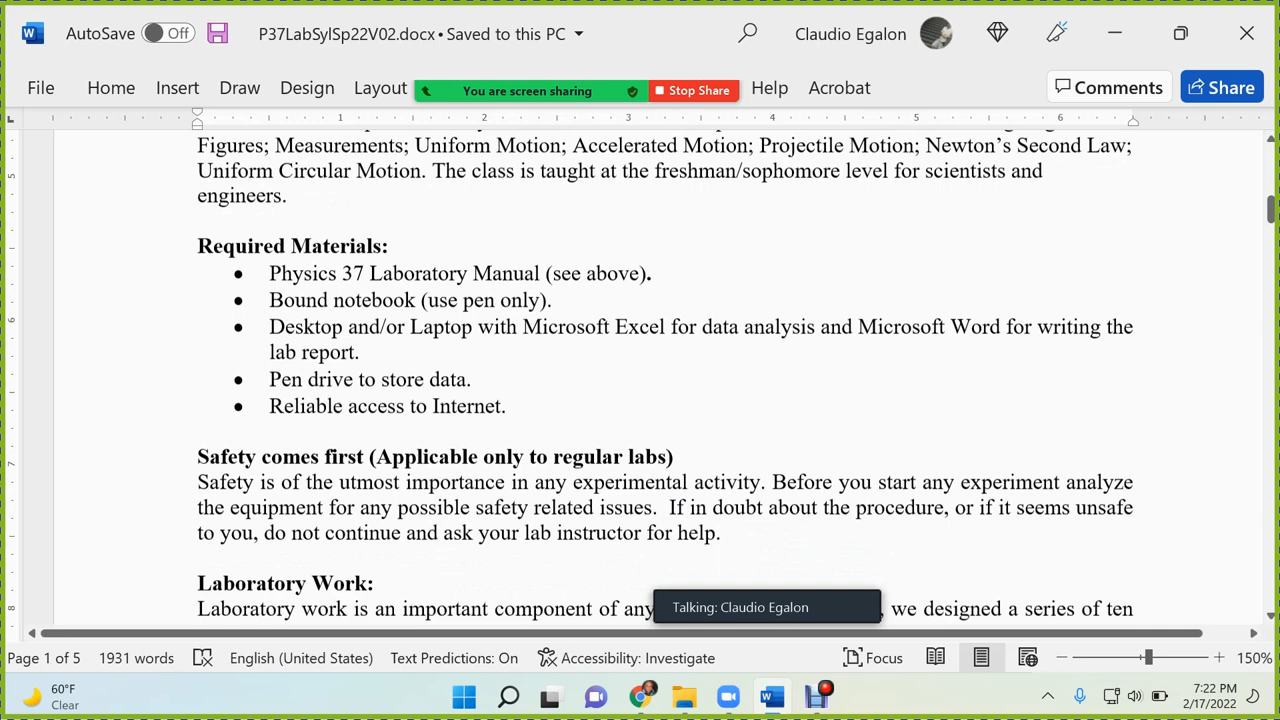 AutoSave Off P37LabSylSp22V02.docx • Saved to this PC Claudio Egalon
File Home Insert Draw Design Layout You are screen sharing Stop Share Help Acrobat Comments Share
1 2 3 4 5 6
Figures; Measurements; Uniform Motion; Accelerated Motion; Projectile Motion; Newton’s Second Law;
Uniform Circular Motion. The class is taught at the freshman/sophomore level for scientists and
engineers.
Required Materials:
• Physics 37 Laboratory Manual (see above).
• Bound notebook (use pen only).
• Desktop and/or Laptop with Microsoft Excel for data analysis and Microsoft Word for writing the
lab report.
• Pen drive to store data.
• Reliable access to Internet.
Safety comes first (Applicable only to regular labs)
Safety is of the utmost importance in any experimental activity. Before you start any experiment analyze
the equipment for any possible safety related issues. If in doubt about the procedure, or if it seems unsafe
to you, do not continue and ask your lab instructor for help.
Laboratory Work:
Laboratory work is an important component of any , we designed a series of ten
Talking: Claudio Egalon
Page 1 of 5 1931 words English (United States) Text Predictions: On Accessibility: Investigate Focus 150%
60°F
Clear
7:22 PM
2/17/2022